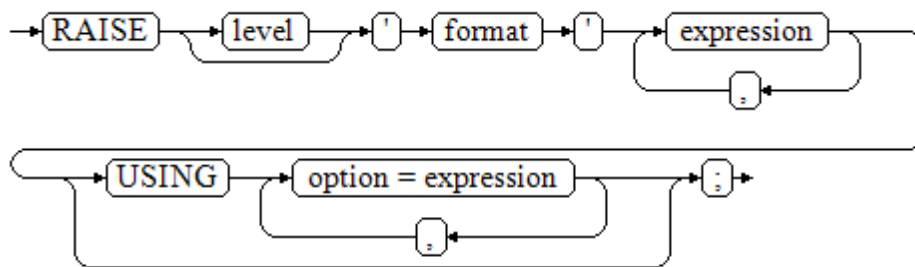 RAISE level ' format ' expression
,
USING option = expression ;
,